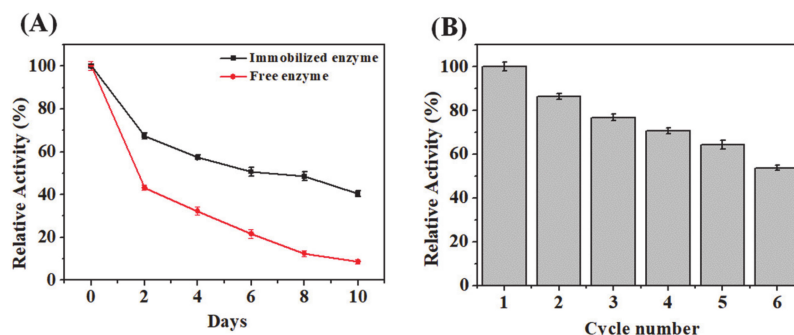 (A)
Relative Activity (%)
100
80
60
40
20
0
Immobilized enzyme
Free enzyme
0 2 4 6 8 10
Days
(B)
Relative Activity (%)
100
80
60
40
20
0
1 2 3 4 5 6
Cycle number